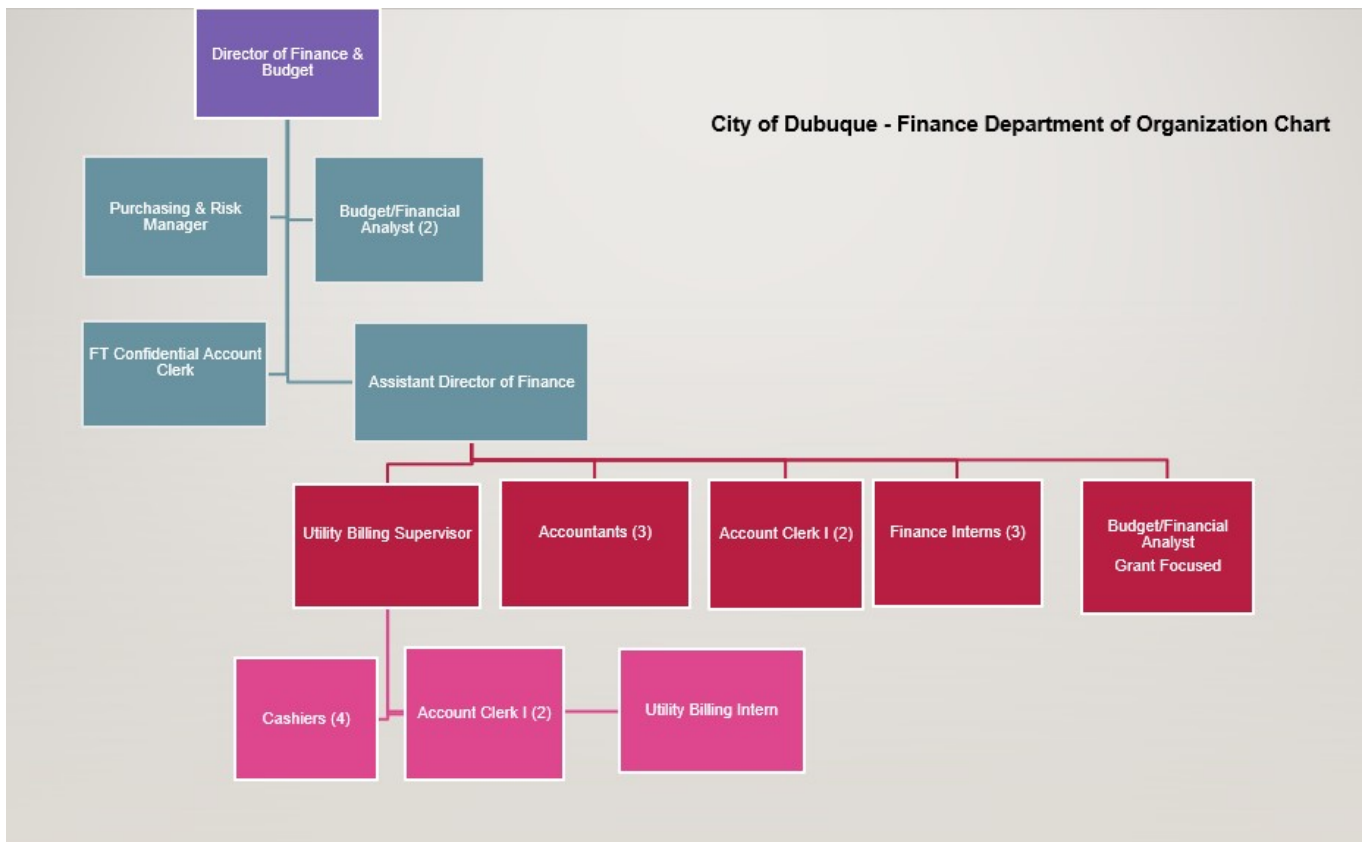 Director of Finance &
Budget
City of Dubuque - Finance Department of Organization Chart
Purchasing & Risk
Manager
Budget/Financial
Analyst (2)
FT Confidential Account
Clerk
Assistant Director of Finance
Utility Billing Supervisor
Accountants (3)
Account Clerk I (2)
Finance Interns (3)
Budget/Financial
Analyst
Grant Focused
Cashiers (4)
Account Clerk I (2)
Utility Billing Intern